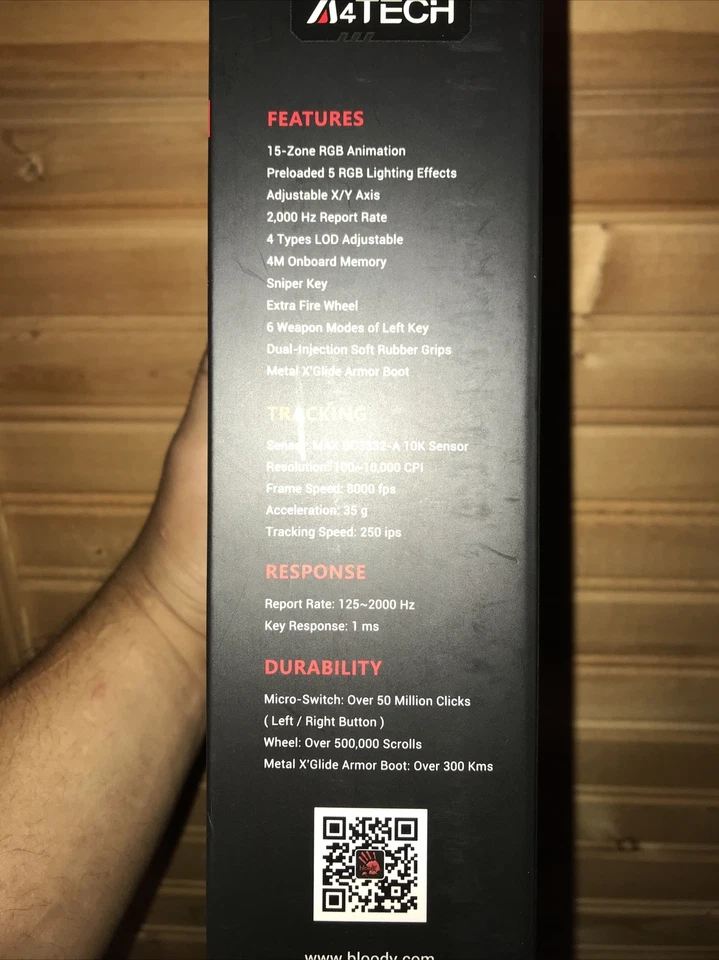 A4TECH
FEATURES
15-Zone RGB Animation
Preloaded 5 RGB Lighting Effects
Adjustable X/Y Axis
2,000 Hz Report Rate
4 Types LOD Adjustable
4M Onboard Memory
Sniper Key
Extra Fire Wheel
6 Weapon Modes of Left Key
Dual-Injection Soft Rubber Grips
Metal X'Glide Armor Boot
TRACKING
Sensor: 10K Sensor
Resolution: 100~10,000 CPI
Frame Speed: 8000 fps
Acceleration: 35 g
Tracking Speed: 250 ips
RESPONSE
Report Rate: 125~2000 Hz
Key Response: 1 ms
DURABILITY
Micro-Switch: Over 50 Million Clicks
( Left / Right Button )
Wheel: Over 500,000 Scrolls
Metal X'Glide Armor Boot: Over 300 Kms
www.bloody.com